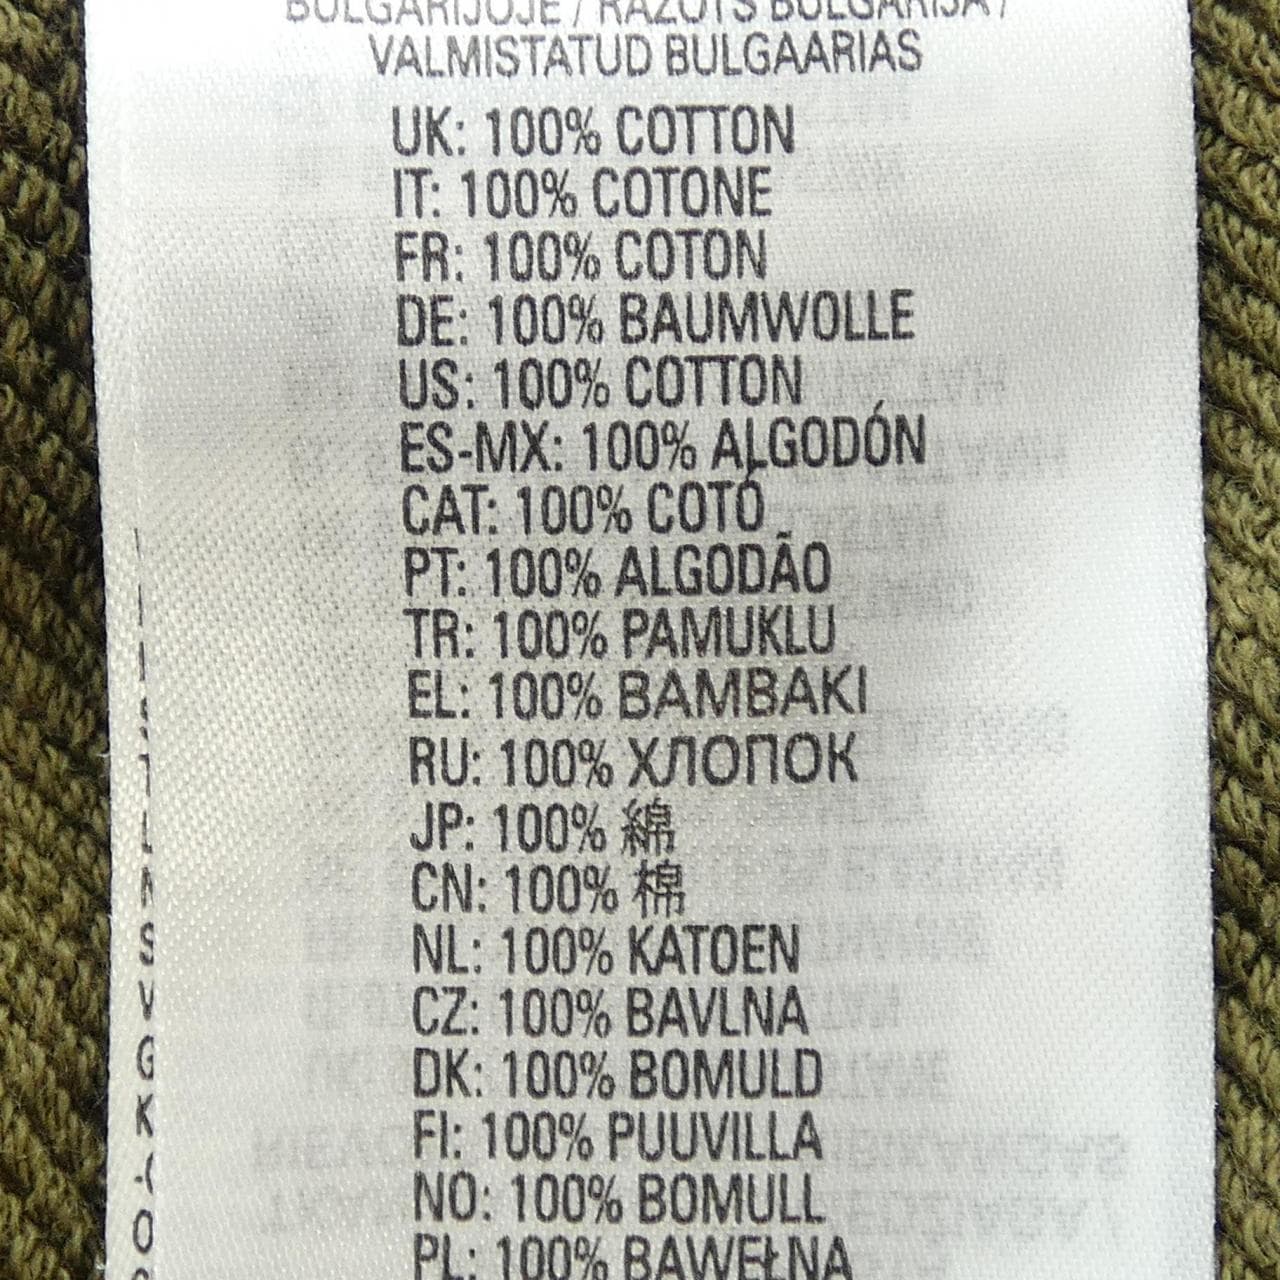 BULGARIJOJE / RAŽOTS BULGĀRIJĀ /
VALMISTATUD BULGAARIAS
UK: 100% COTTON
IT: 100% COTONE
FR: 100% COTON
DE: 100% BAUMWOLLE
US: 100% COTTON
ES-MX: 100% ALGODÓN
CAT: 100% COTÓ
PT: 100% ALGODÃO
TR: 100% PAMUKLU
EL: 100% ΒΑΜΒΑΚΙ
RU: 100% ХЛОПОК
JP: 100% 綿
CN: 100% 棉
NL: 100% KATOEN
CZ: 100% BAVLNA
DK: 100% BOMULD
FI: 100% PUUVILLA
NO: 100% BOMULL
PL: 100% BAWEŁNA